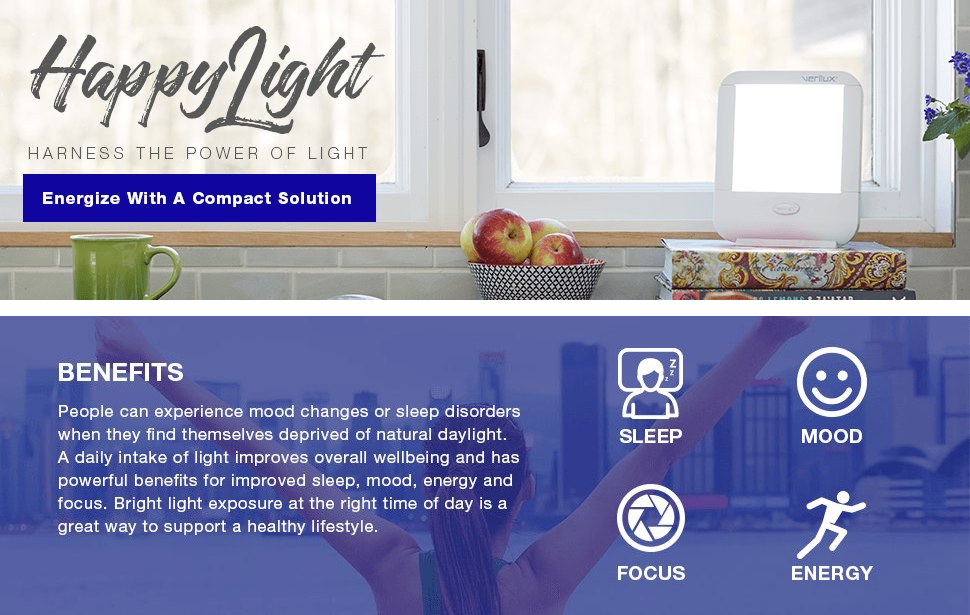 HappyLight
HARNESS THE POWER OF LIGHT
Energize With A Compact Solution
verilux
BENEFITS
People can experience mood changes or sleep disorders
when they find themselves deprived of natural daylight.
A daily intake of light improves overall wellbeing and has
powerful benefits for improved sleep, mood, energy and
focus. Bright light exposure at the right time of day is a
great way to support a healthy lifestyle.
z
z
Z
SLEEP
MOOD
FOCUS
ENERGY